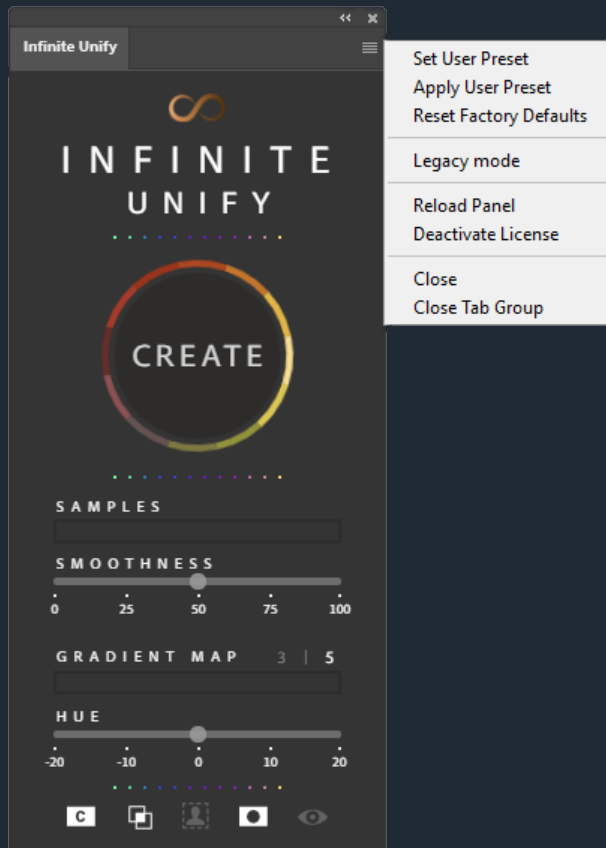 Infinite Unify
INFINITE
UNIFY
CREATE
SAMPLES
SMOOTHNESS
0 25 50 75 100
GRADIENT MAP 3 | 5
HUE
-20 -10 0 10 20
C
Set User Preset
Apply User Preset
Reset Factory Defaults
Legacy mode
Reload Panel
Deactivate License
Close
Close Tab Group